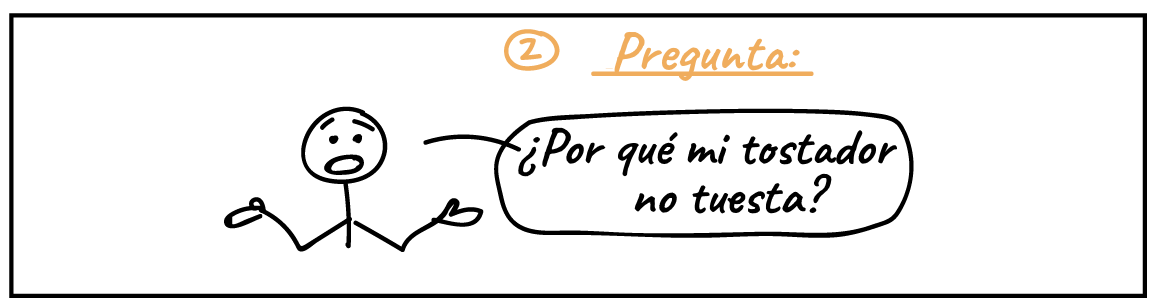 ② Pregunta:
¿Por qué mi tostador
no tuesta?